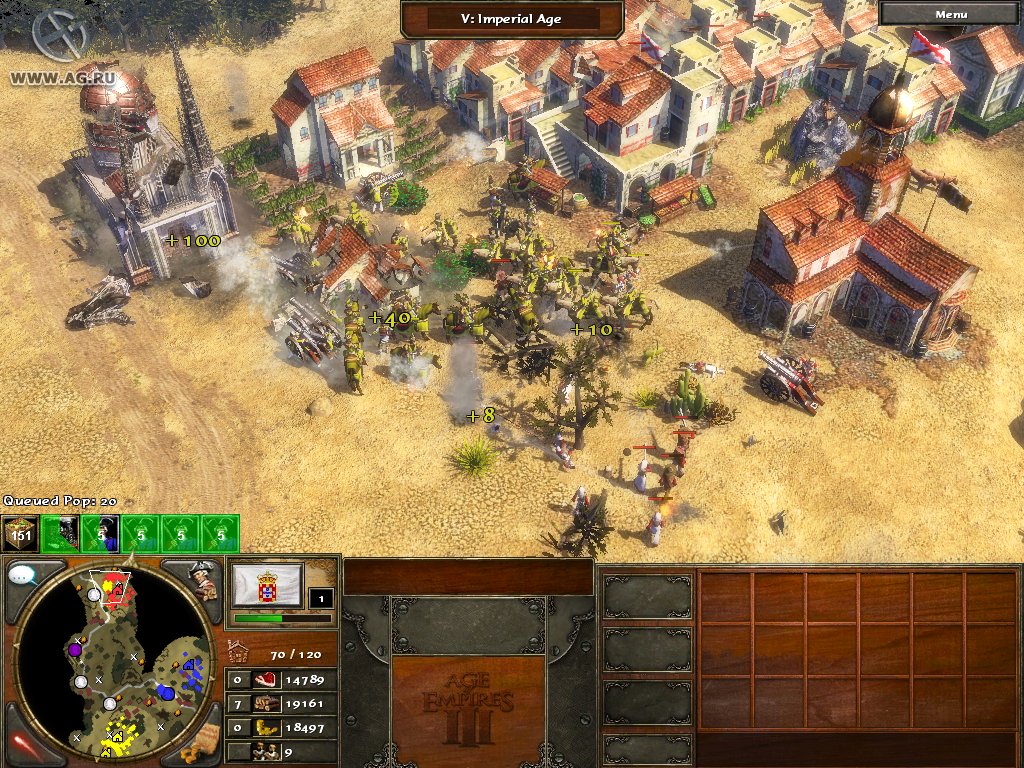 V: Imperial Age
Menu
WWW.AG.RU
+100
+40
+10
+8
Queued Pop: 20
151
5
5
5
5
1
70 / 120
0 14789
7 19161
0 18497
9
AGE
OF
EMPIRES
III